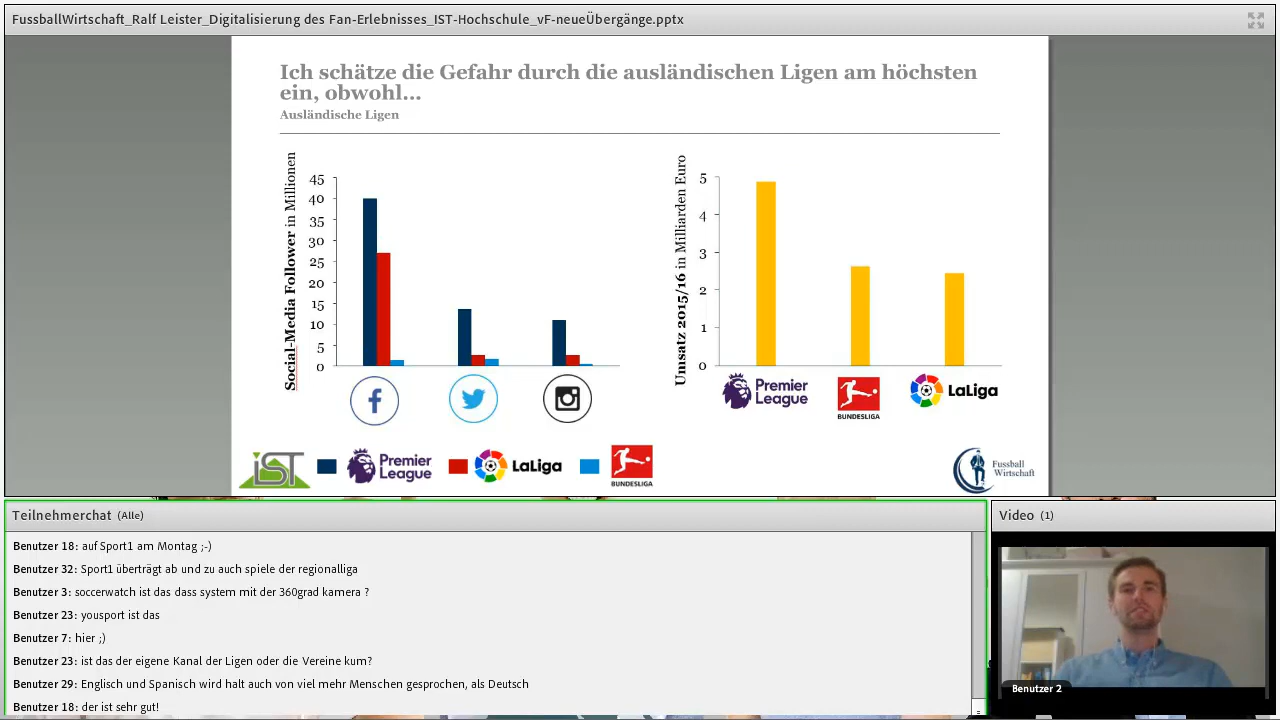 FussballWirtschaft_Ralf Leister_Digitalisierung des Fan-Erlebnisses_IST-Hochschule_vF-neueÜbergänge.pptx
Ich schätze die Gefahr durch die ausländischen Ligen am höchsten
ein, obwohl...
Ausländische Ligen
Social-Media Follower in Millionen
45
40
35
30
25
20
15
10
5
0
Umsatz 2015/16 in Milliarden Euro
5
4
3
2
1
0
Premier
League
BUNDESLIGA
LaLiga
iST
Premier
League
LaLiga
BUNDESLIGA
Fussball
Wirtschaft
Teilnehmerchat (Alle)
Benutzer 18: auf Sport1 am Montag ;-)
Benutzer 32: Sport1 überträgt ab und zu auch spiele der regionalliga
Benutzer 3: soccerwatch ist das dass system mit der 360grad kamera ?
Benutzer 23: yousport ist das
Benutzer 7: hier ;)
Benutzer 23: ist das der eigene Kanal der Ligen oder die Vereine kum?
Benutzer 29: Englisch und Spanisch wird halt auch von viel mehr Menschen gesprochen, als Deutsch
Benutzer 18: der ist sehr gut!
Video (1)
Benutzer 2